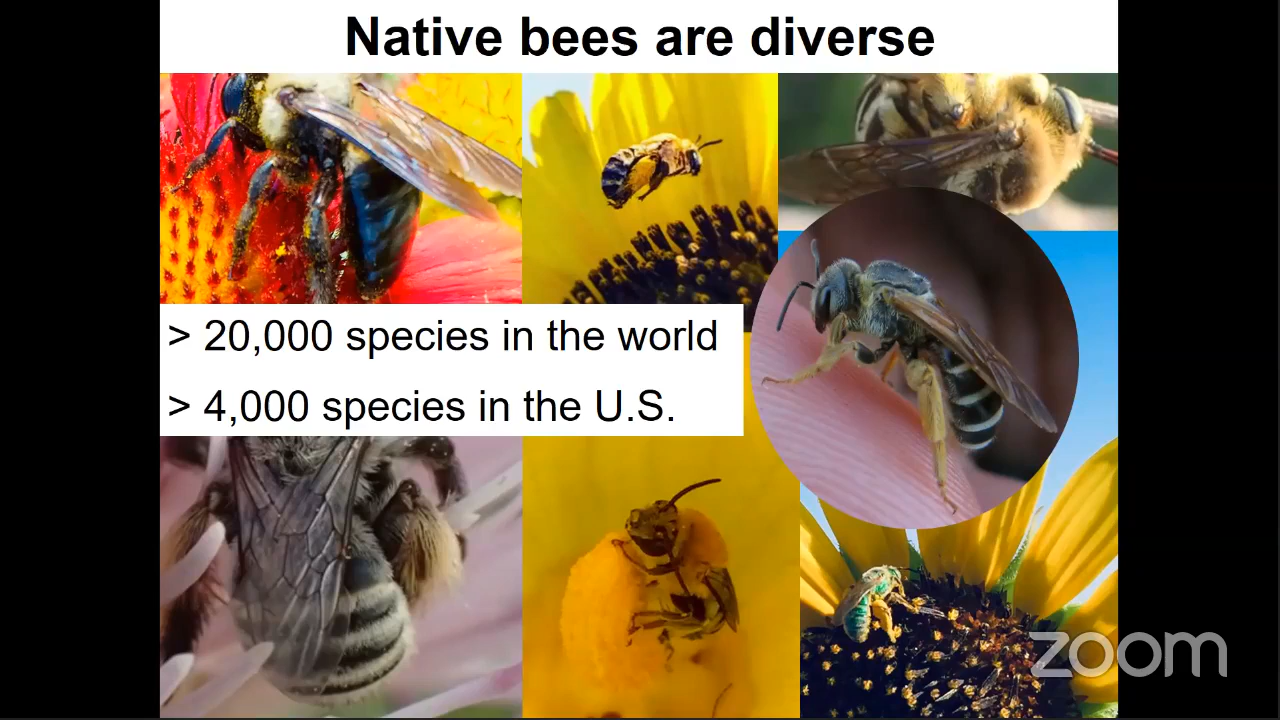 Native bees are diverse
> 20,000 species in the world
> 4,000 species in the U.S.
zoom